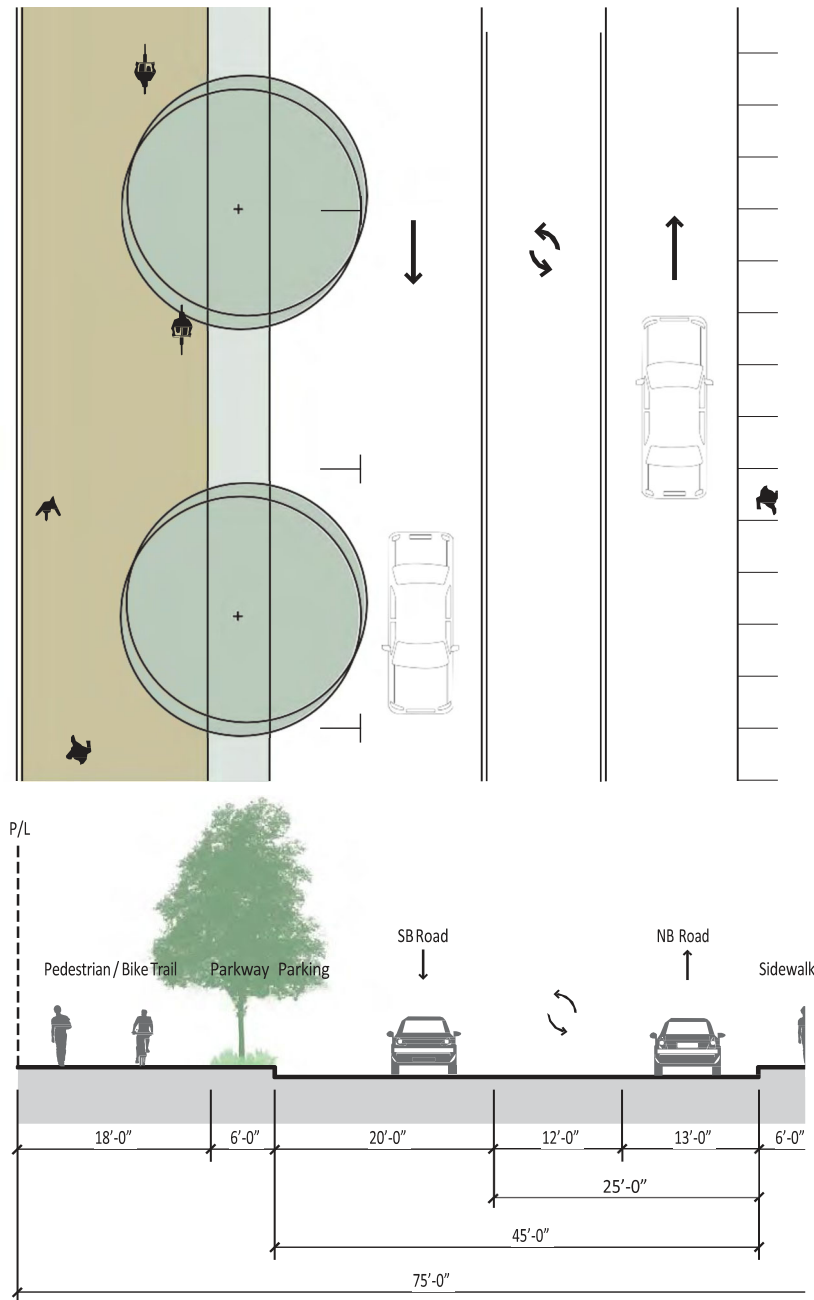 P/L
SB Road
NB Road
Pedestrian / Bike Trail
Parkway
Parking
Sidewalk
18’-0”
6’-0”
20’-0”
12’-0”
13’-0”
6’-0”
25’-0”
45’-0”
75’-0”